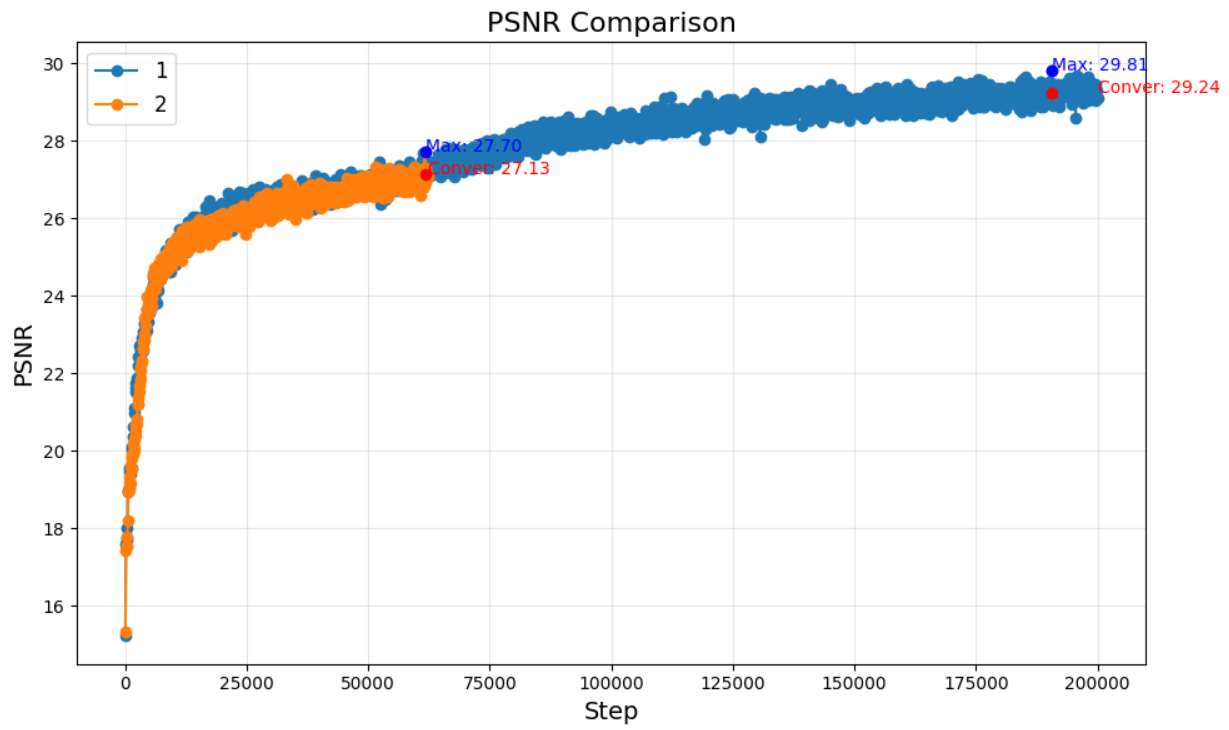 PSNR Comparison
1
2
PSNR
30
28
26
24
22
20
18
16
Max: 29.81
Conver: 29.24
Max: 27.70
Conver: 27.13
0
25000
50000
75000
100000
125000
150000
175000
200000
Step